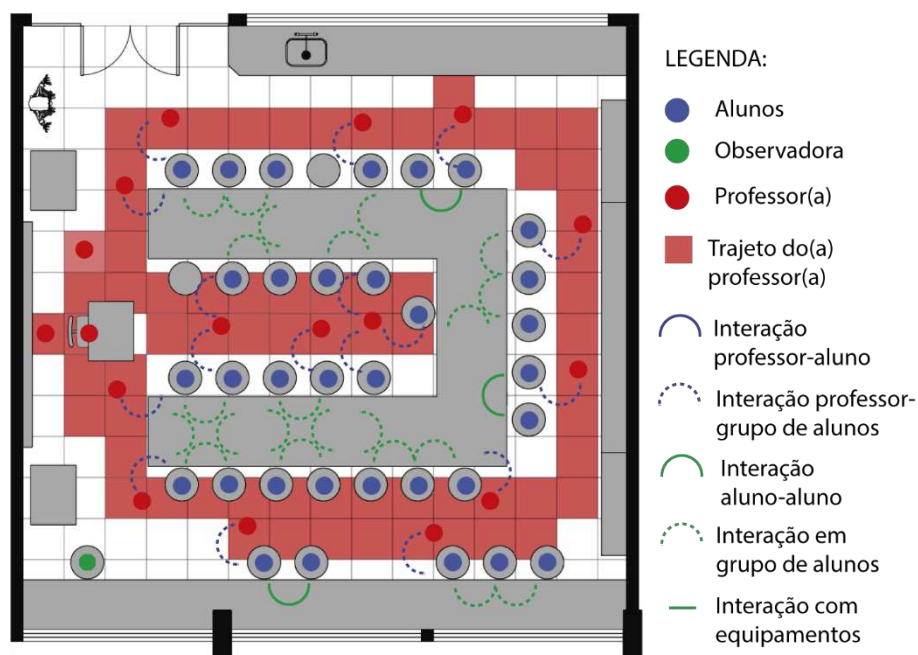 LEGENDA:
Alunos
Observadora
Professor(a)
Trajeto do(a)
professor(a)
Interação
professor-aluno
Interação professor-
grupo de alunos
Interação
aluno-aluno
Interação em
grupo de alunos
Interação com
equipamentos